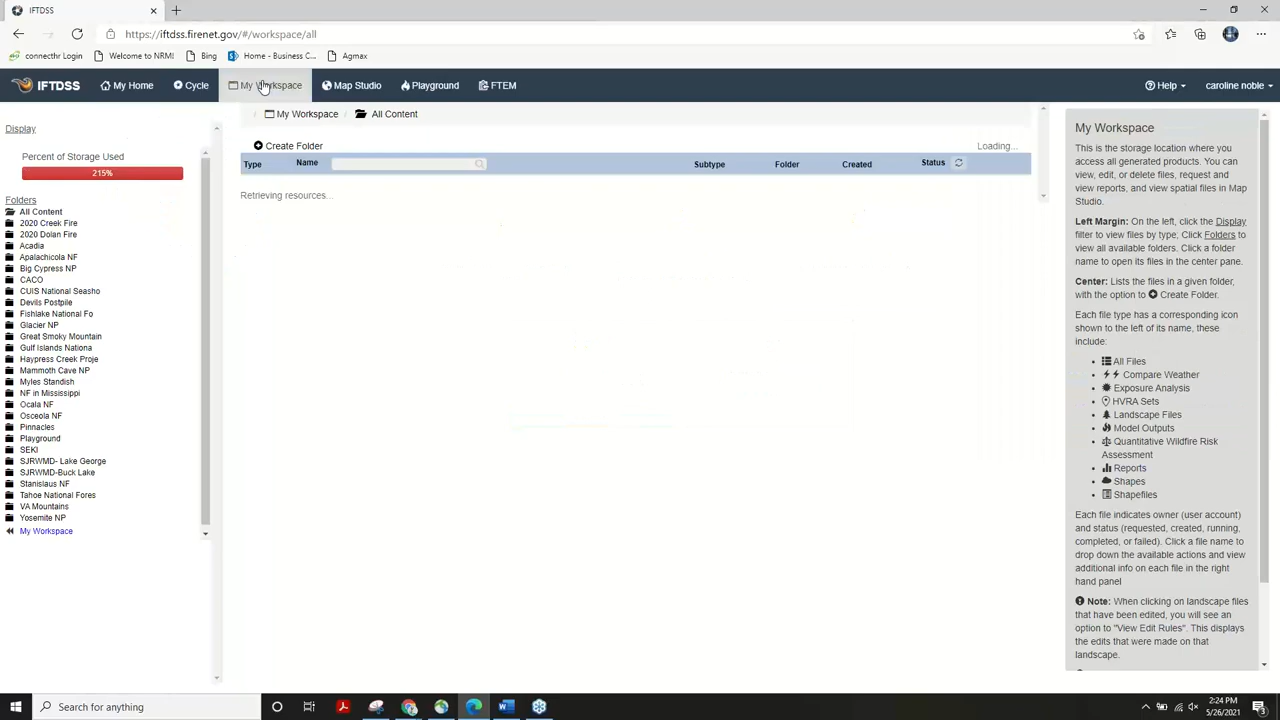 IFTDSS
https://iftdss.firenet.gov/#/workspace/all
connecthr Login
Welcome to NRMI
Bing
Home - Business C...
Agmax
IFTDSS
My Home
Cycle
My Workspace
Map Studio
Playground
FTEM
Help
caroline noble
Display
Percent of Storage Used
215%
Folders
All Content
2020 Creek Fire
2020 Dolan Fire
Acadia
Apalachicola NF
Big Cypress NP
CACO
CUIS National Seasho
Devils Postpile
Fishlake National Fo
Glacier NP
Great Smoky Mountain
Gulf Islands Nationa
Haypress Creek Proje
Mammoth Cave NP
Myles Standish
NF in Mississippi
Ocala NF
Osceola NF
Pinnacles
Playground
SEKI
SJRWMD- Lake George
SJRWMD-Buck Lake
Stanislaus NF
Tahoe National Fores
VA Mountains
Yosemite NP
My Workspace
/ My Workspace / All Content
Create Folder
Loading...
Type Name Subtype Folder Created Status
Retrieving resources...
My Workspace
This is the storage location where you
access all generated products. You can
view, edit, or delete files, request and
view reports, and view spatial files in Map
Studio.
Left Margin: On the left, click the Display
filter to view files by type; Click Folders to
view all available folders. Click a folder
name to open its files in the center pane.
Center: Lists the files in a given folder,
with the option to Create Folder.
Each file type has a corresponding icon
shown to the left of its name, these
include:
All Files
Compare Weather
Exposure Analysis
HVRA Sets
Landscape Files
Model Outputs
Quantitative Wildfire Risk
Assessment
Reports
Shapes
Shapefiles
Each file indicates owner (user account)
and status (requested, created, running,
completed, or failed). Click a file name to
drop down the available actions and view
additional info on each file in the right
hand panel
Note: When clicking on landscape files
that have been edited, you will see an
option to "View Edit Rules". This displays
the edits that were made on that
landscape.
Search for anything
2:24 PM
5/26/2021